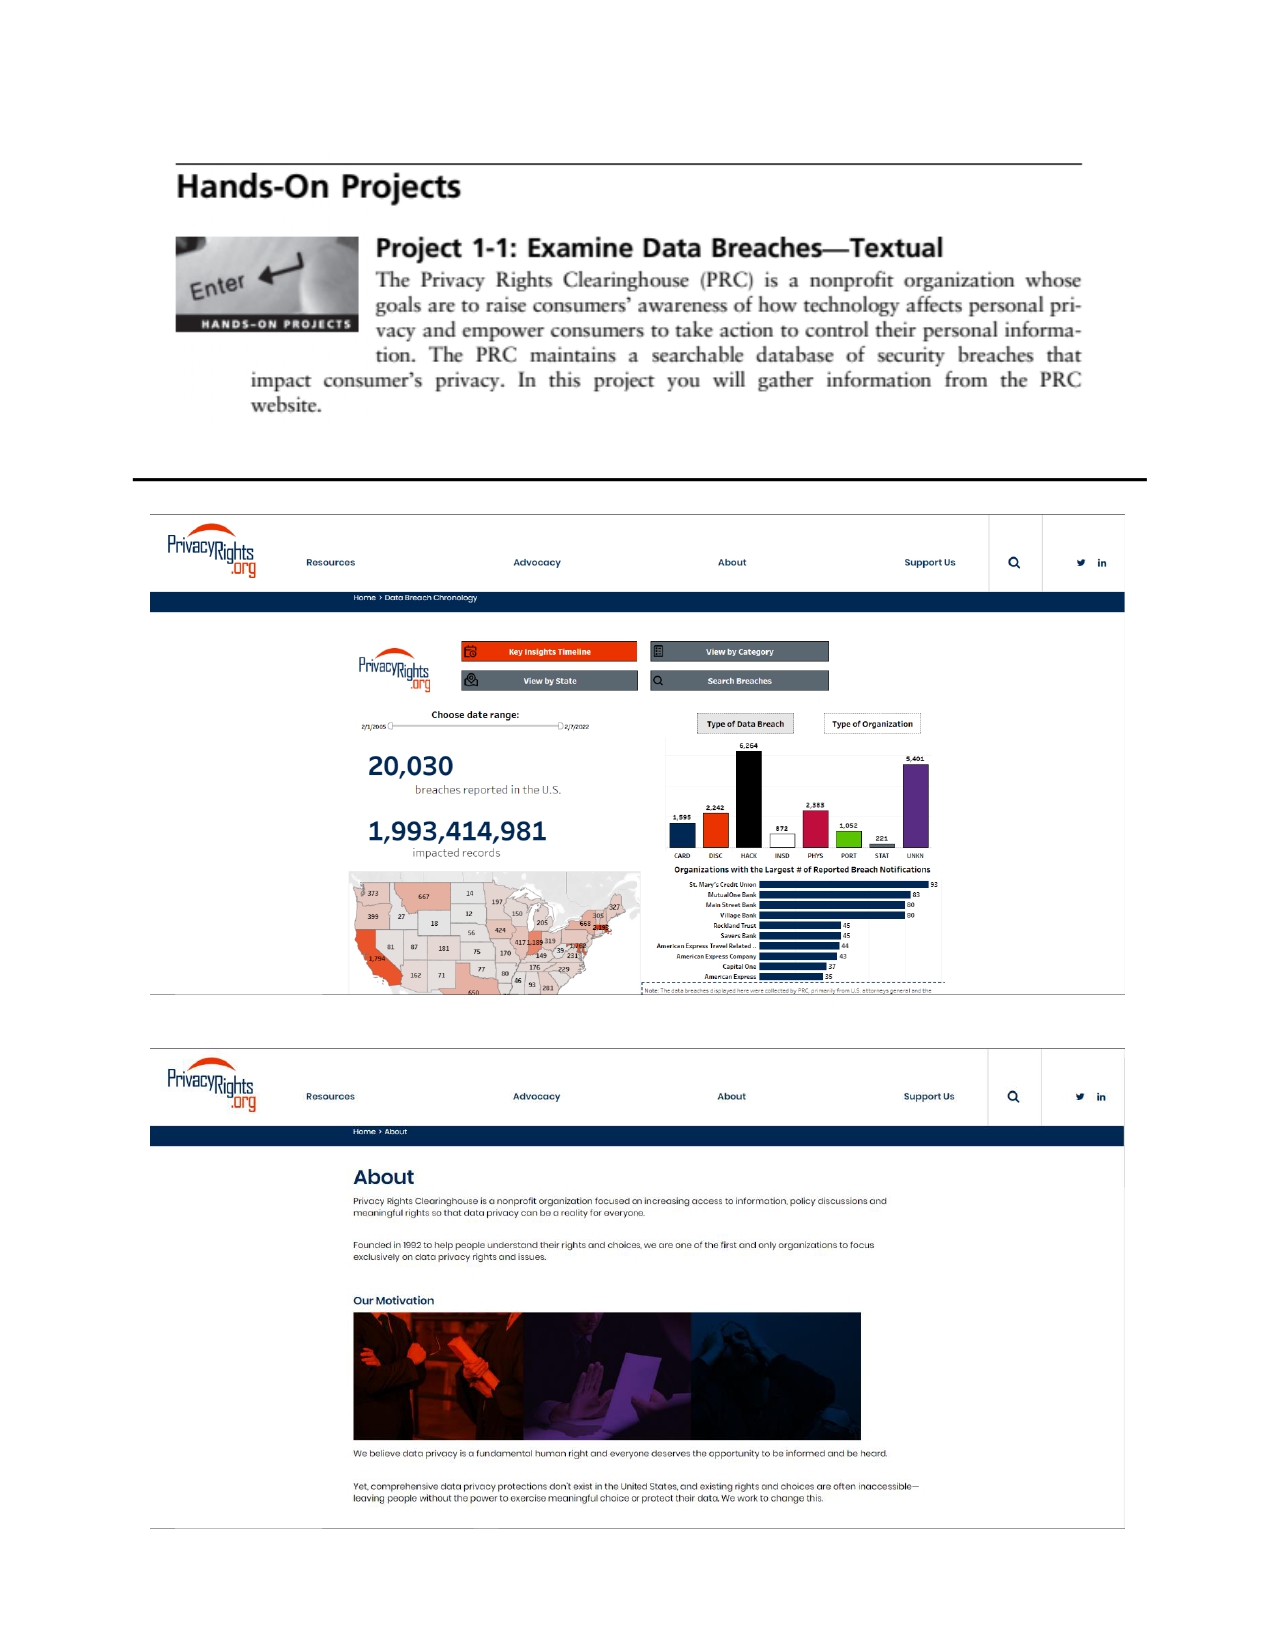 Hands-On Projects
Enter
HANDS-ON PROJECTS
Project 1-1: Examine Data Breaches—Textual
The Privacy Rights Clearinghouse (PRC) is a nonprofit organization whose
goals are to raise consumers' awareness of how technology affects personal pri-
vacy and empower consumers to take action to control their personal informa-
tion. The PRC maintains a searchable database of security breaches that
impact consumer's privacy. In this project you will gather information from the PRC
website.
PrivacyRights
.org
Resources
Advocacy
About
Support Us
in
Home > Data Breach Chronology
PrivacyRights
.org
Key Insights Timeline
View by Category
View by State
Search Breaches
Choose date range:
2/1/2005
2/7/2022
Type of Data Breach
Type of Organization
20,030
breaches reported in the U.S.
1,993,414,981
impacted records
6,264
5,401
2,242
2,383
1,595
1,052
872
221
CARD DISC HACK INSD PHYS PORT STAT UNKN
Organizations with the Largest # of Reported Breach Notifications
St. Mary's Credit Union 93
MutualOne Bank 83
Main Street Bank 80
Village Bank 80
Rockland Trust 45
Savers Bank 45
American Express Travel Related .. 44
American Express Company 43
Capital One 37
American Express 35
Note: The data breaches displayed here were collected by PRC, primarily from U.S. attorneys general and the
373
667
14
197
327
399
27
12
150
205
668
305
18
56
424
81
87
181
75
170
417
1,189
319
149
39
231
1,794
162
71
77
80
176
229
46
93
281
650
PrivacyRights
.org
Resources
Advocacy
About
Support Us
in
Home > About
About
Privacy Rights Clearinghouse is a nonprofit organization focused on increasing access to information, policy discussions and
meaningful rights so that data privacy can be a reality for everyone.
Founded in 1992 to help people understand their rights and choices, we are one of the first and only organizations to focus
exclusively on data privacy rights and issues.
Our Motivation
We believe data privacy is a fundamental human right and everyone deserves the opportunity to be informed and be heard.
Yet, comprehensive data privacy protections don't exist in the United States, and existing rights and choices are often inaccessible—
leaving people without the power to exercise meaningful choice or protect their data. We work to change this.